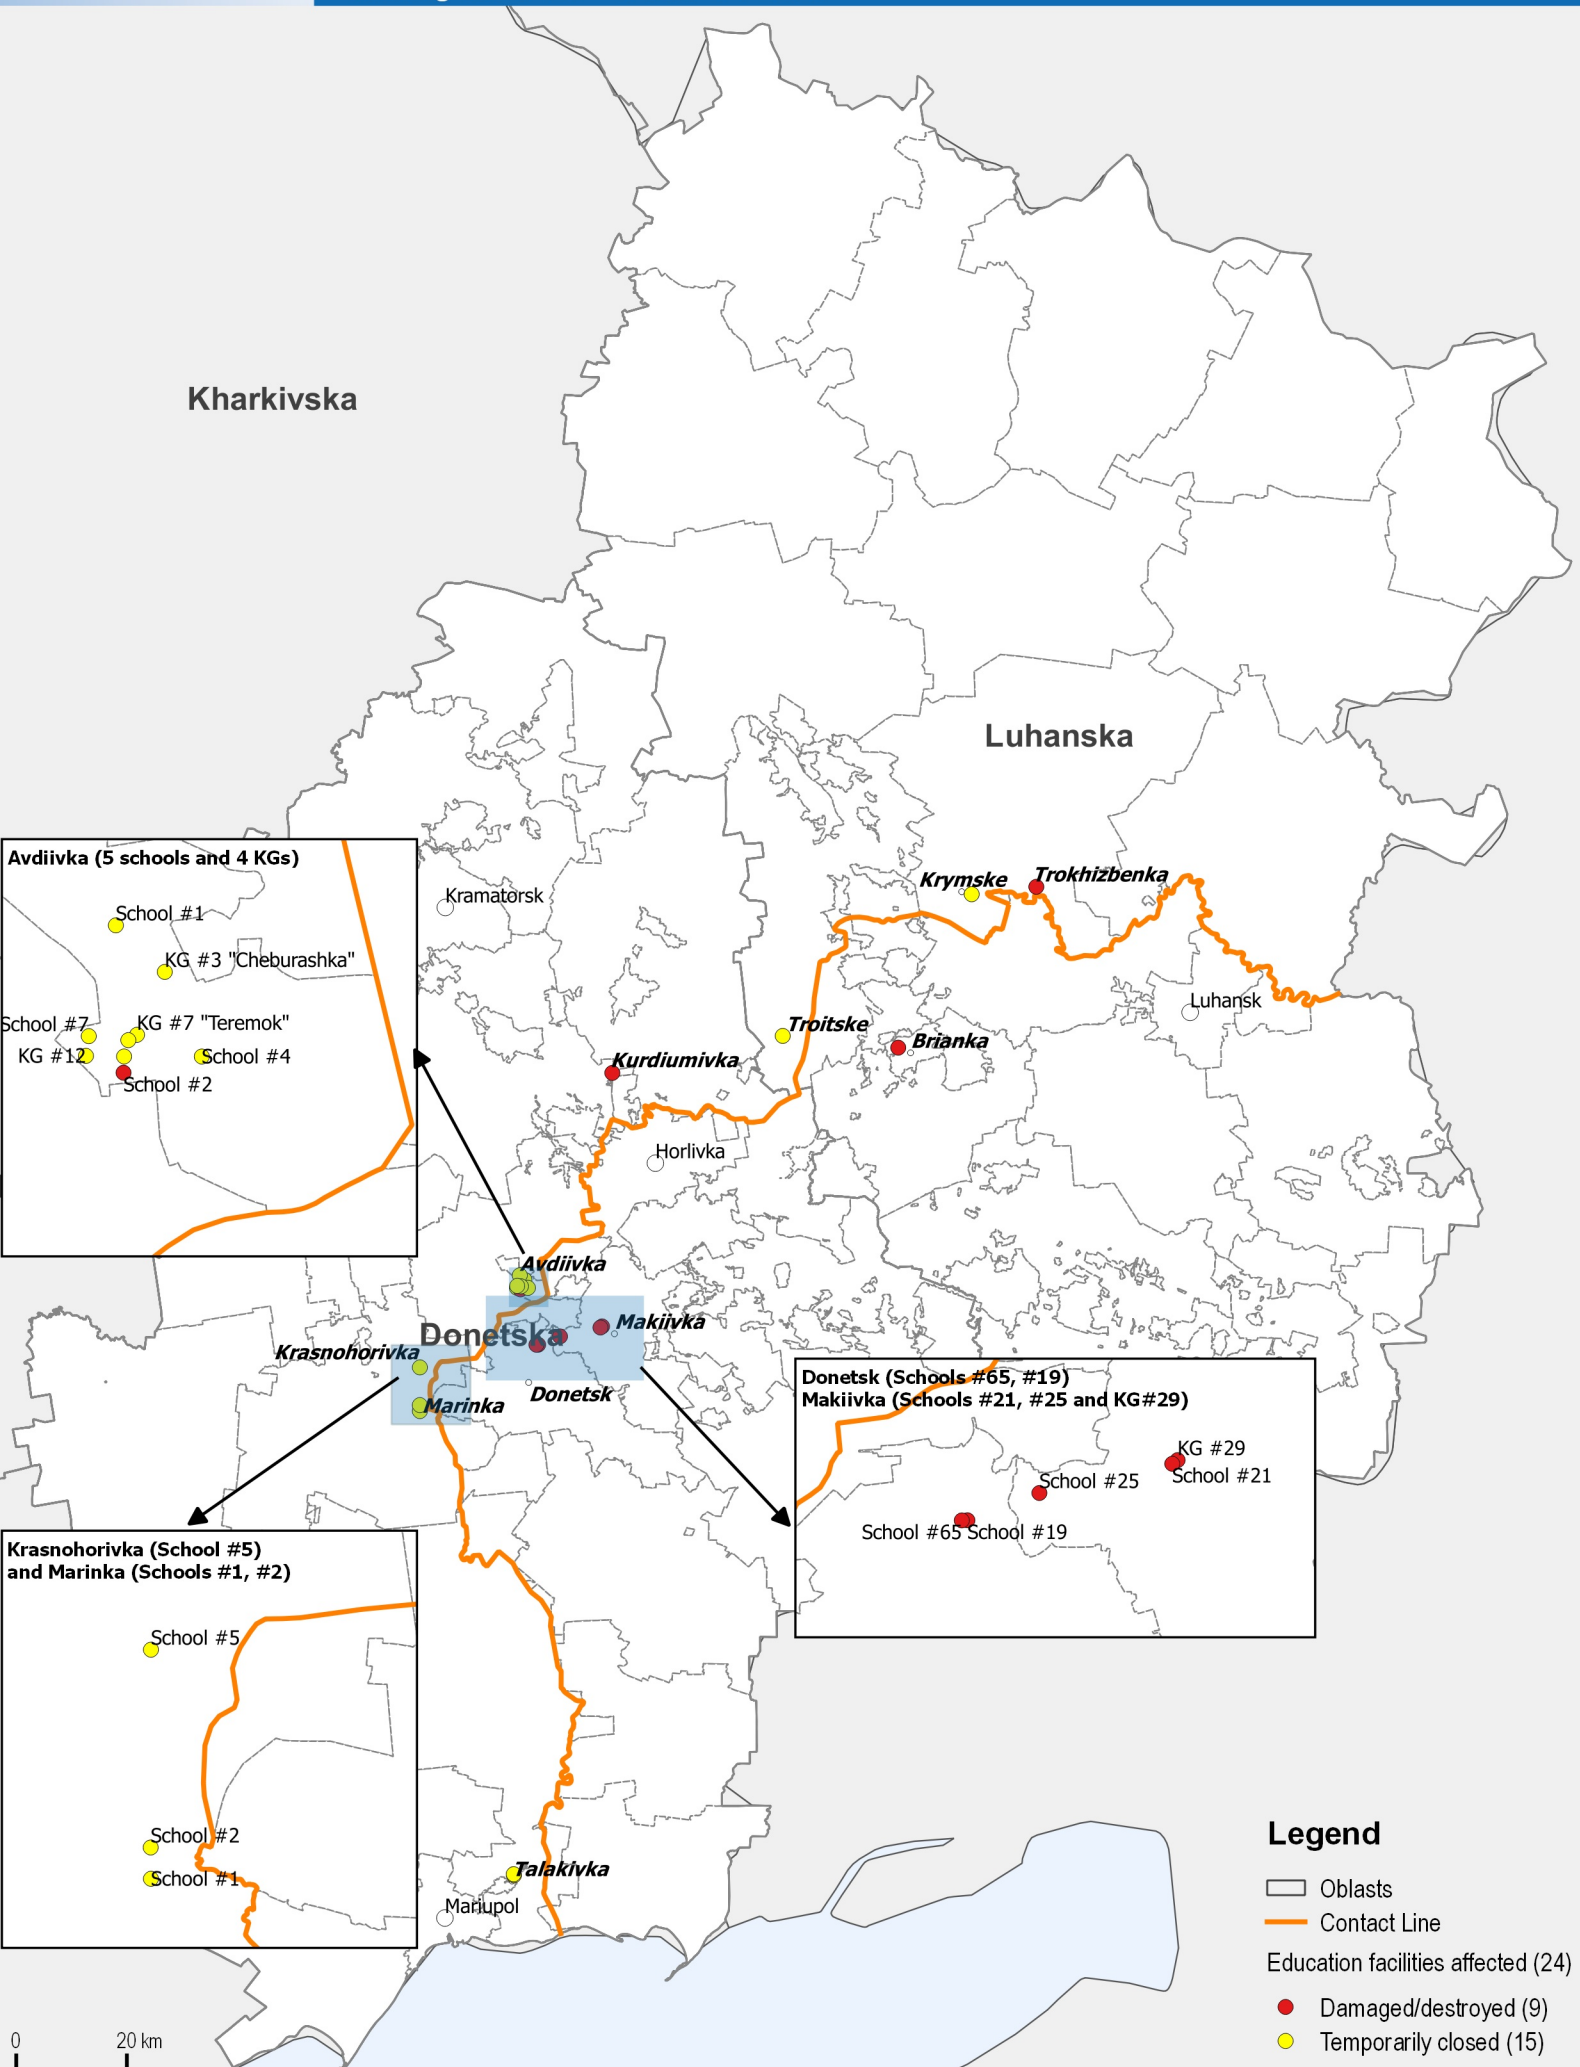 Kharkivska
Luhanska
Avdiivka (5 schools and 4 KGs)
School #1
KG #3 "Cheburashka"
School #7
KG #7 "Teremok"
KG #12
School #4
School #2
Kramatorsk
Krymske
Trokhizbenka
Luhansk
Troitske
Brianka
Kurdiumivka
Horlivka
Avdiivka
Makiivka
Donetska
Krasnohorivka
Donetsk
Marinka
Donetsk (Schools #65, #19)
Makiivka (Schools #21, #25 and KG#29)
KG #29
School #21
School #25
School #65
School #19
Krasnohorivka (School #5)
and Marinka (Schools #1, #2)
School #5
School #2
School #1
Talakivka
Mariupol
Legend
Oblasts
Contact Line
Education facilities affected (24)
Damaged/destroyed (9)
Temporarily closed (15)
0
20 km